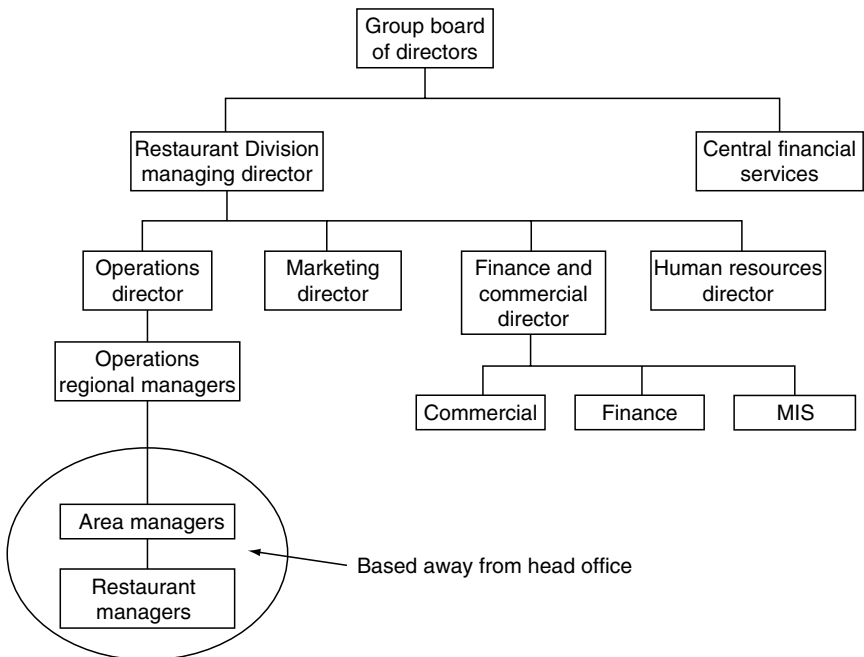 Group board
of directors
Restaurant Division
managing director
Central financial
services
Operations
director
Marketing
director
Finance and
commercial
director
Human resources
director
Operations
regional managers
Commercial
Finance
MIS
Area managers
Based away from head office
Restaurant
managers